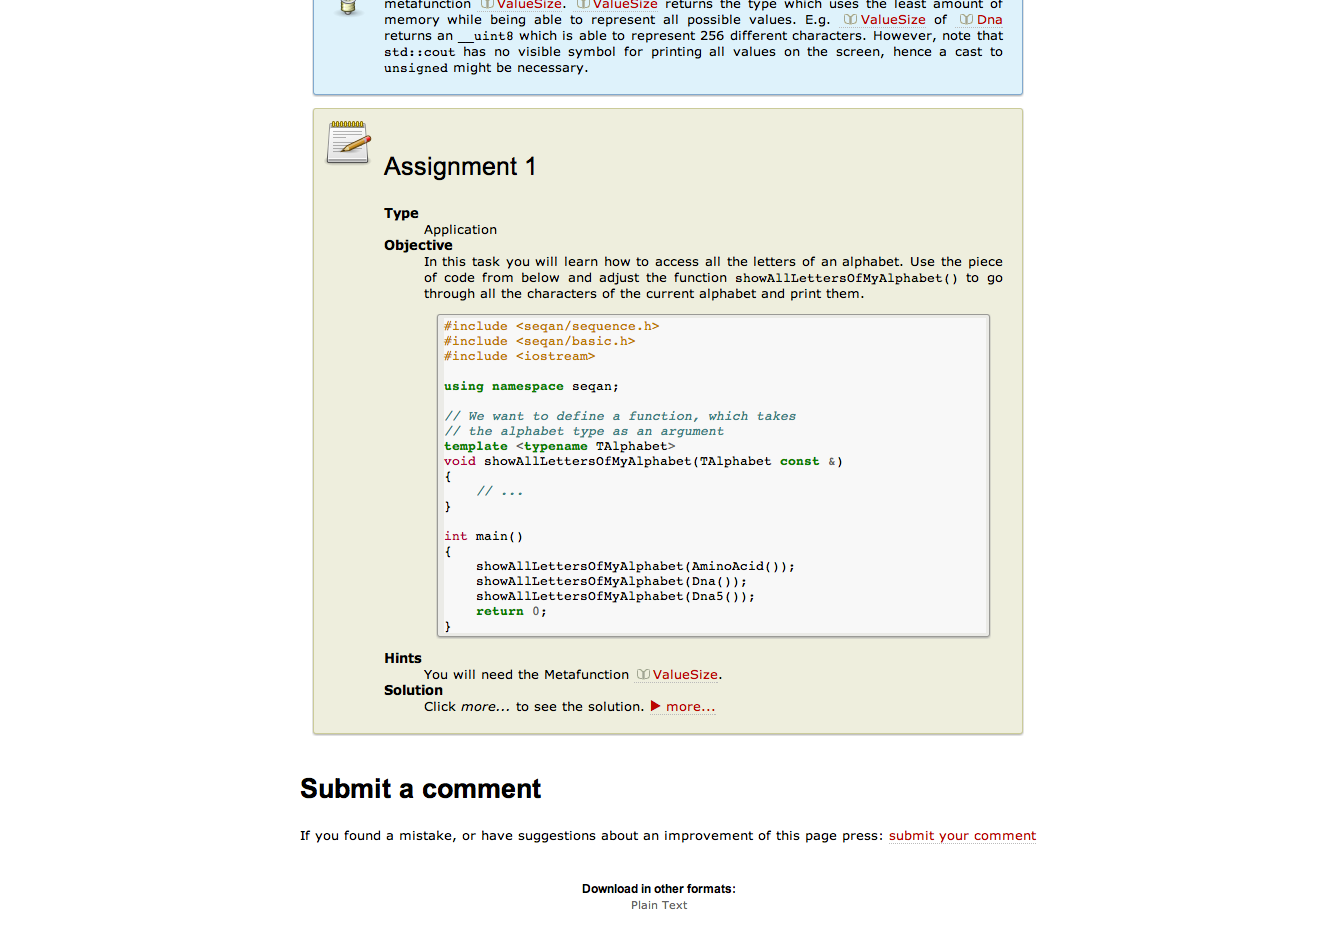 metafunction ValueSize. ValueSize returns the type which uses the least amount of
memory while being able to represent all possible values. E.g. ValueSize of Dna
returns an __uint8 which is able to represent 256 different characters. However, note that
std::cout has no visible symbol for printing all values on the screen, hence a cast to
unsigned might be necessary.
Assignment 1
Type
Application
Objective
In this task you will learn how to access all the letters of an alphabet. Use the piece
of code from below and adjust the function showAllLettersOfMyAlphabet() to go
through all the characters of the current alphabet and print them.
#include <seqan/sequence.h>
#include <seqan/basic.h>
#include <iostream>
using namespace seqan;
// We want to define a function, which takes
// the alphabet type as an argument
template <typename TAlphabet>
void showAllLettersOfMyAlphabet(TAlphabet const &)
{
    // ...
}
int main()
{
    showAllLettersOfMyAlphabet(AminoAcid());
    showAllLettersOfMyAlphabet(Dna());
    showAllLettersOfMyAlphabet(Dna5());
    return 0;
}
Hints
You will need the Metafunction ValueSize.
Solution
Click more... to see the solution. more...
Submit a comment
If you found a mistake, or have suggestions about an improvement of this page press: submit your comment
Download in other formats:
Plain Text